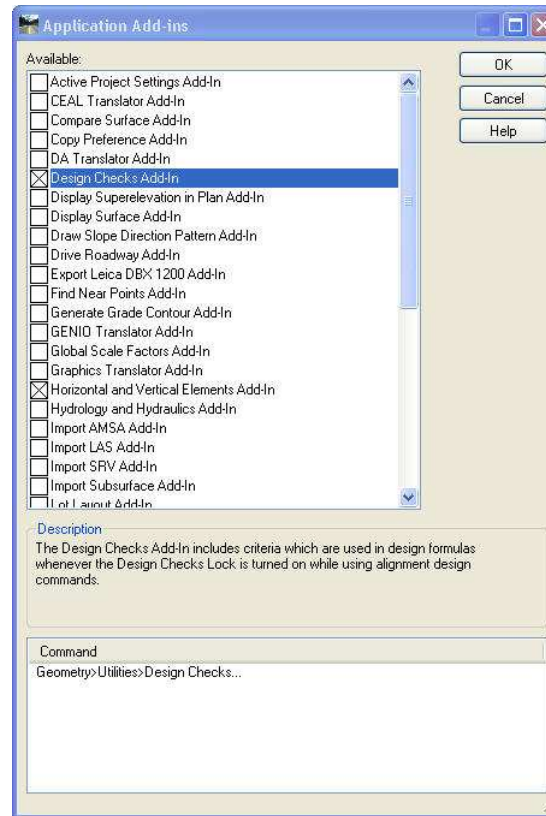 Application Add-ins
Available:
Active Project Settings Add-In
CEAL Translator Add-In
Compare Surface Add-In
Copy Preference Add-In
DA Translator Add-In
Design Checks Add-In
Display Superelevation in Plan Add-In
Display Surface Add-In
Draw Slope Direction Pattern Add-In
Drive Roadway Add-In
Export Leica DBX 1200 Add-In
Find Near Points Add-In
Generate Grade Contour Add-In
GENIO Translator Add-In
Global Scale Factors Add-In
Graphics Translator Add-In
Horizontal and Vertical Elements Add-In
Hydrology and Hydraulics Add-In
Import AMSA Add-In
Import LAS Add-In
Import SRV Add-In
Import Subsurface Add-In
Lot Layout Add-In
OK
Cancel
Help
Description
The Design Checks Add-In includes criteria which are used in design formulas
whenever the Design Checks Lock is turned on while using alignment design
commands.
Command
Geometry>Utilities>Design Checks...